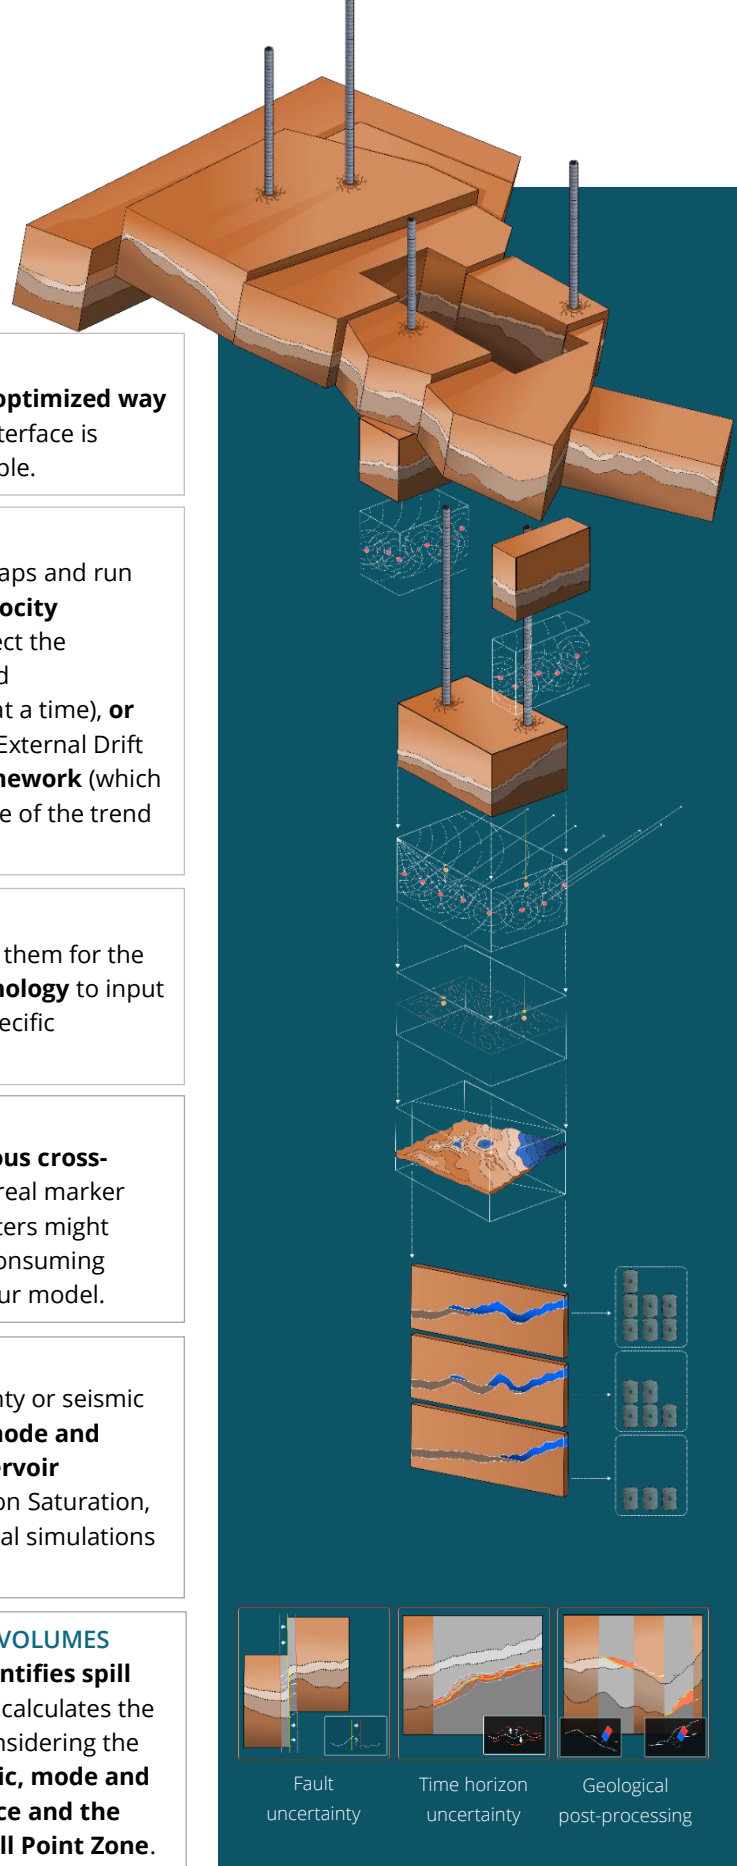 optimized way
terface is
ble.
aps and run
ocity
ect the
d
at a time), or
External Drift
nework (which
e of the trend
them for the
nology to input
ecific
ous cross-
real marker
ters might
onsuming
ur model.
nty or seismic
node and
ervoir
on Saturation,
al simulations
VOLUMES
ntifies spill
calculates the
nsidering the
ic, mode and
ce and the
ll Point Zone.
Fault
uncertainty
Time horizon
uncertainty
Geological
post-processing